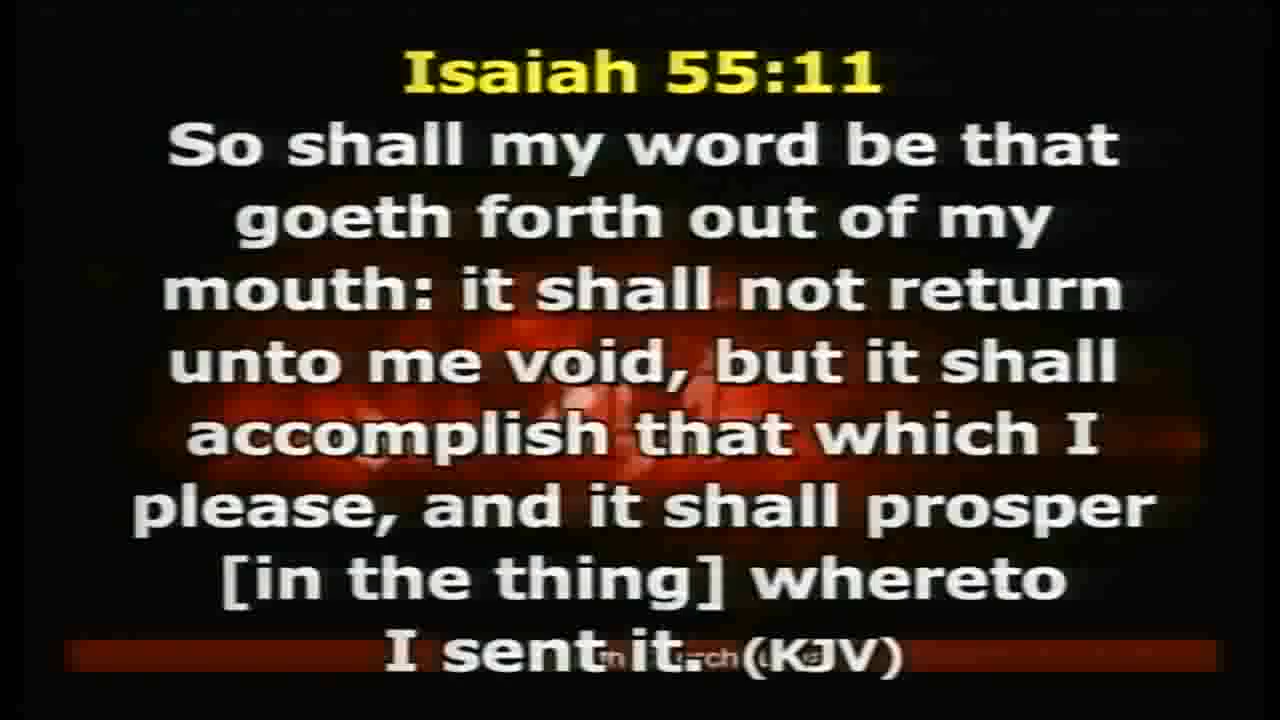 Isaiah 55:11
So shall my word be that
goeth forth out of my
mouth: it shall not return
unto me void, but it shall
accomplish that which I
please, and it shall prosper
[in the thing] whereto
I sent it. (KJV)